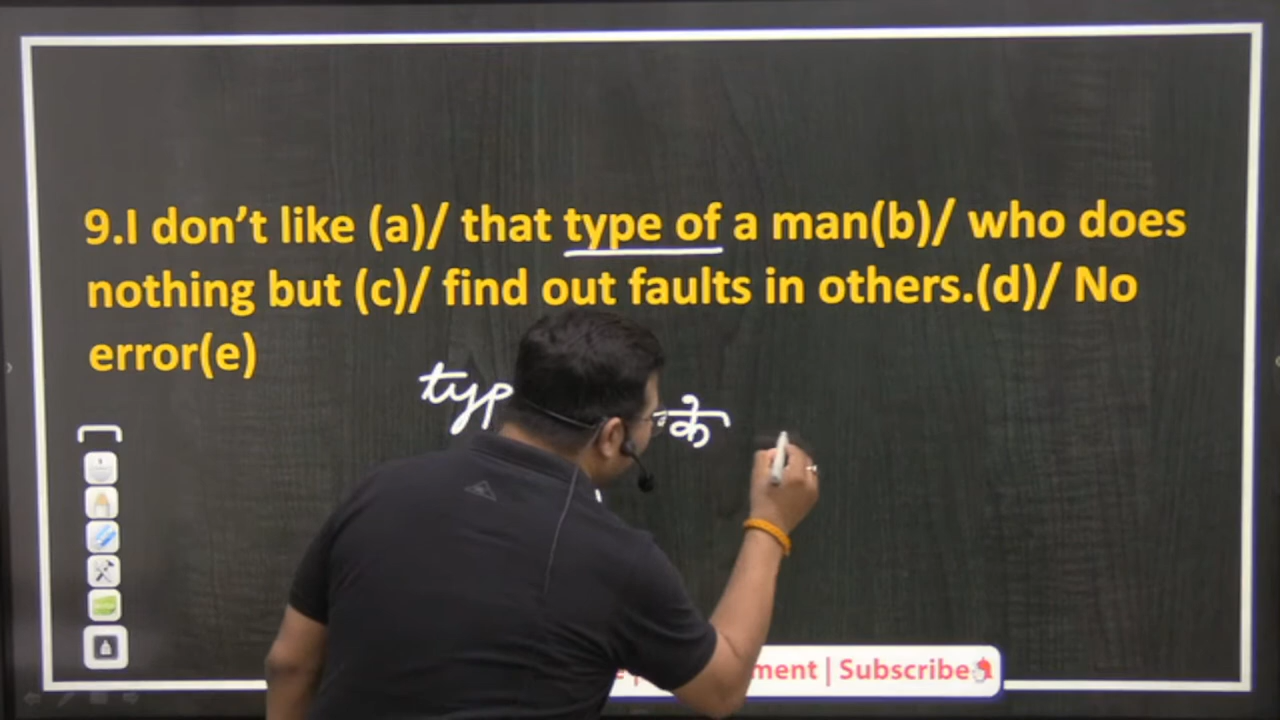 9.I don’t like (a)/ that type of a man(b)/ who does
nothing but (c)/ find out faults in others.(d)/ No
error(e)
typ के
ment | Subscribe